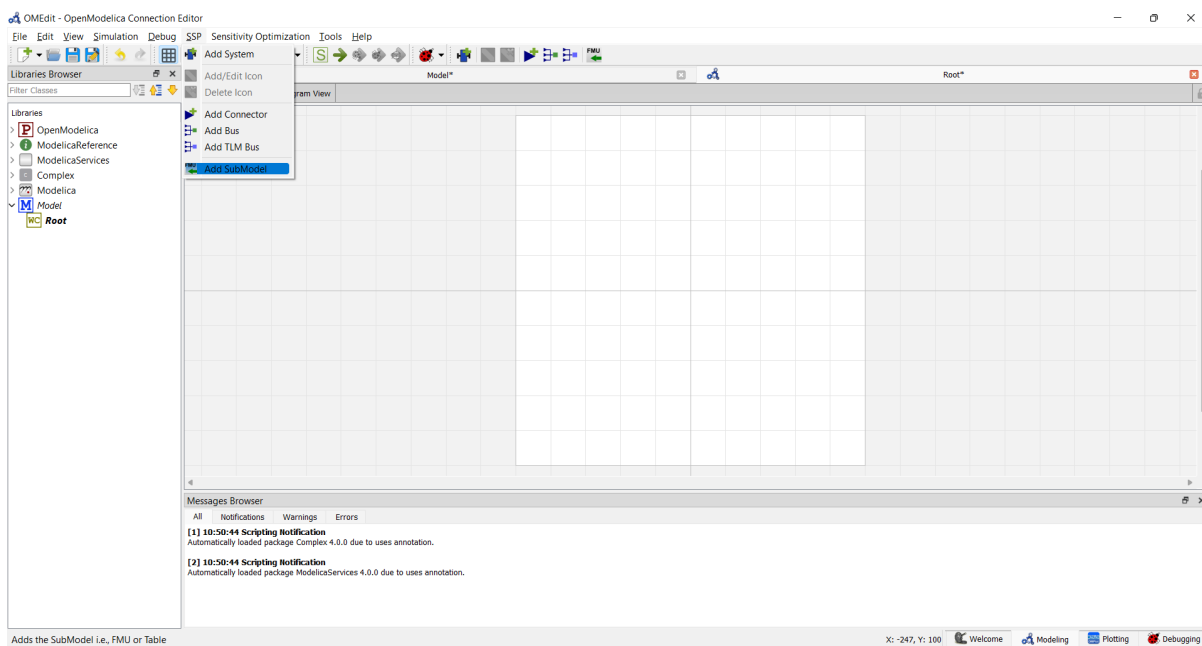 OMEdit - OpenModelica Connection Editor
File Edit View Simulation Debug SSP Sensitivity Optimization Tools Help
Add System
Add/Edit Icon
Delete Icon
Add Connector
Add Bus
Add TLM Bus
Add SubModel
S
FMU
Libraries Browser
Filter Classes
Model*
Root*
gram View
Libraries
P OpenModelica
i ModelicaReference
ModelicaServices
C Complex
Modelica
M Model
WC Root
Messages Browser
All Notifications Warnings Errors
[1] 10:50:44 Scripting Notification
Automatically loaded package Complex 4.0.0 due to uses annotation.
[2] 10:50:44 Scripting Notification
Automatically loaded package ModelicaServices 4.0.0 due to uses annotation.
Adds the SubModel i.e., FMU or Table
X: -247, Y: 100 Welcome Modeling Plotting Debugging